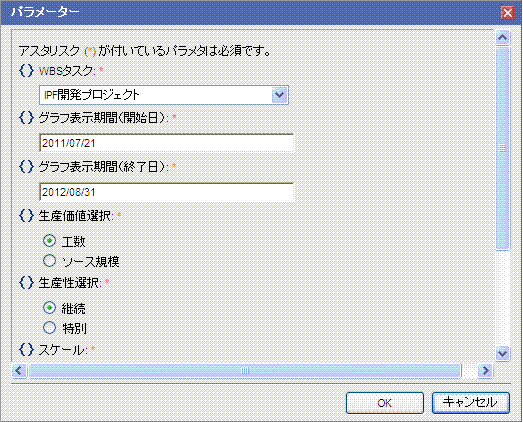 パラメーター
アスタリスク (*) が付いているパラメタは必須です。
{} WBSタスク: *
IPF開発プロジェクト
{} グラフ表示期間(開始日): *
2011/07/21
{} グラフ表示期間(終了日): *
2012/08/31
{} 生産価値選択: *
工数
ソース規模
{} 生産性選択: *
継続
特別
{} スケール: *
OK キャンセル